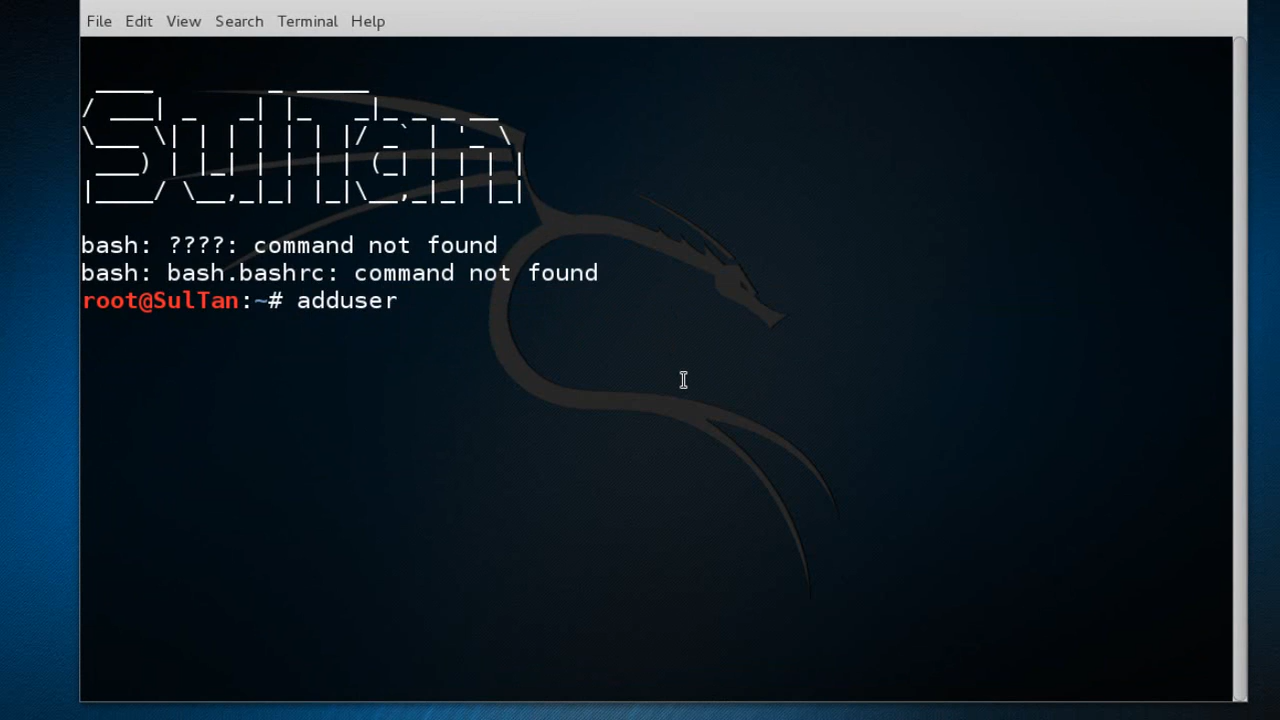 File Edit View Search Terminal Help
SulTan
bash: ????: command not found
bash: bash.bashrc: command not found
root@SulTan:~# adduser